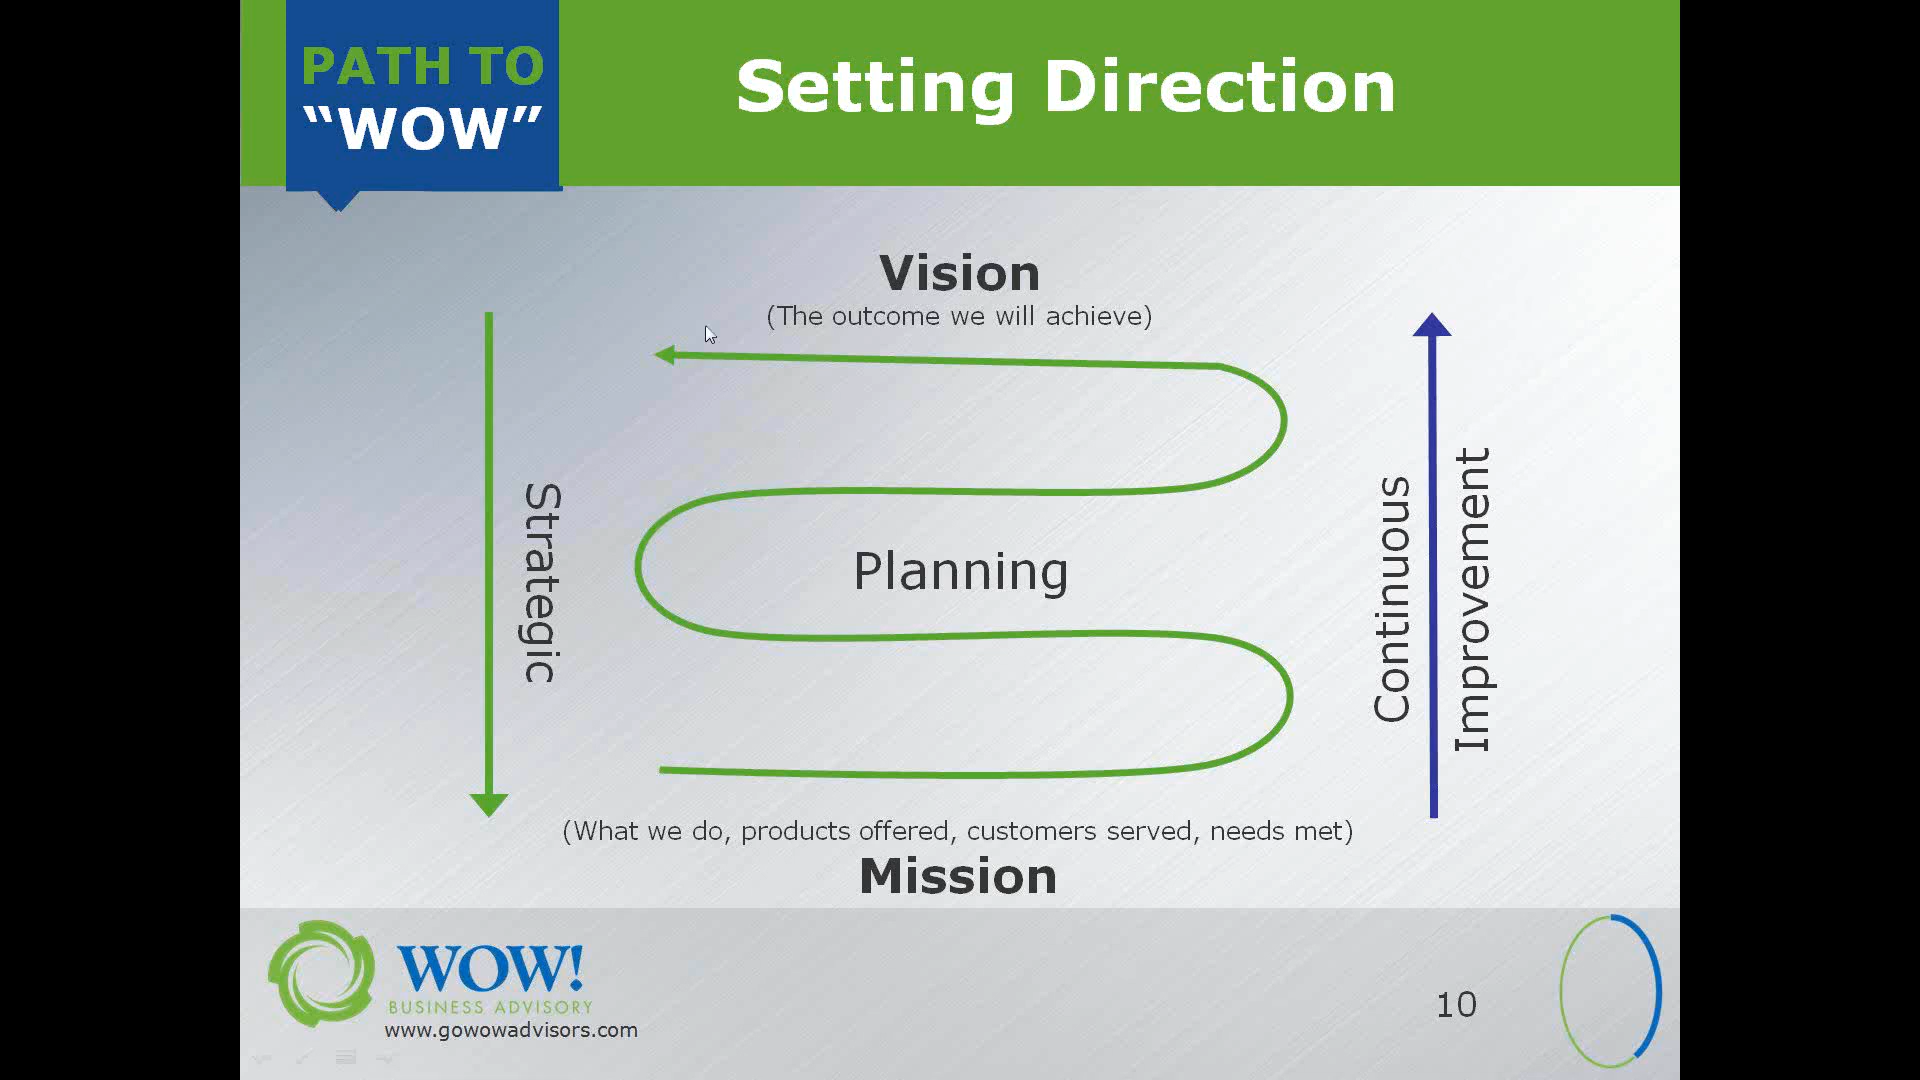 PATH TO
“WOW”
Setting Direction
Vision
(The outcome we will achieve)
Strategic
Planning
Continuous
Improvement
(What we do, products offered, customers served, needs met)
Mission
WOW!
BUSINESS ADVISORY
www.gowowadvisors.com
10